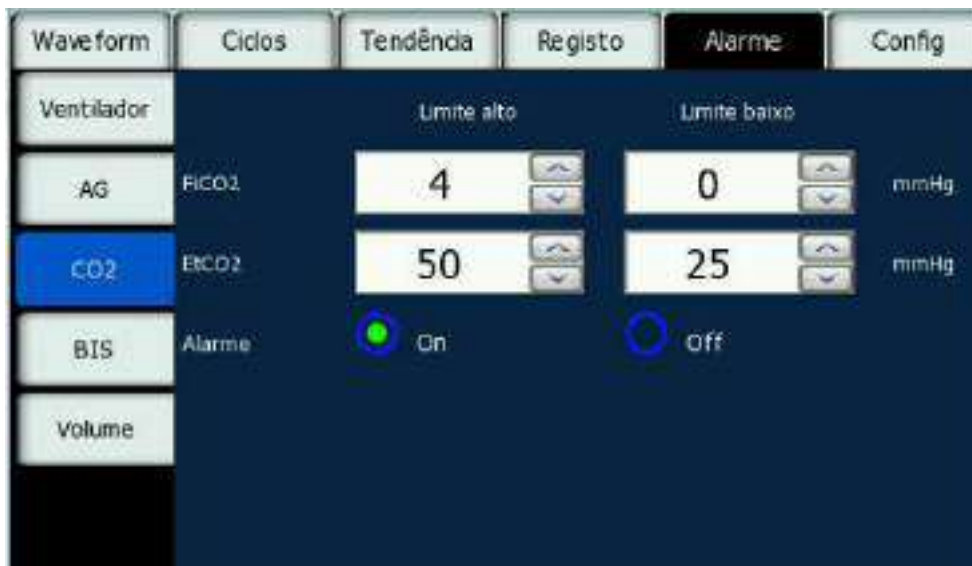 Waveform Ciclos Tendência Registo Alarme Config
Ventilador Limite alto Limite baixo
AG FiCO2 4 0 mmHg
CO2 EtCO2 50 25 mmHg
BIS Alarme On Off
Volume